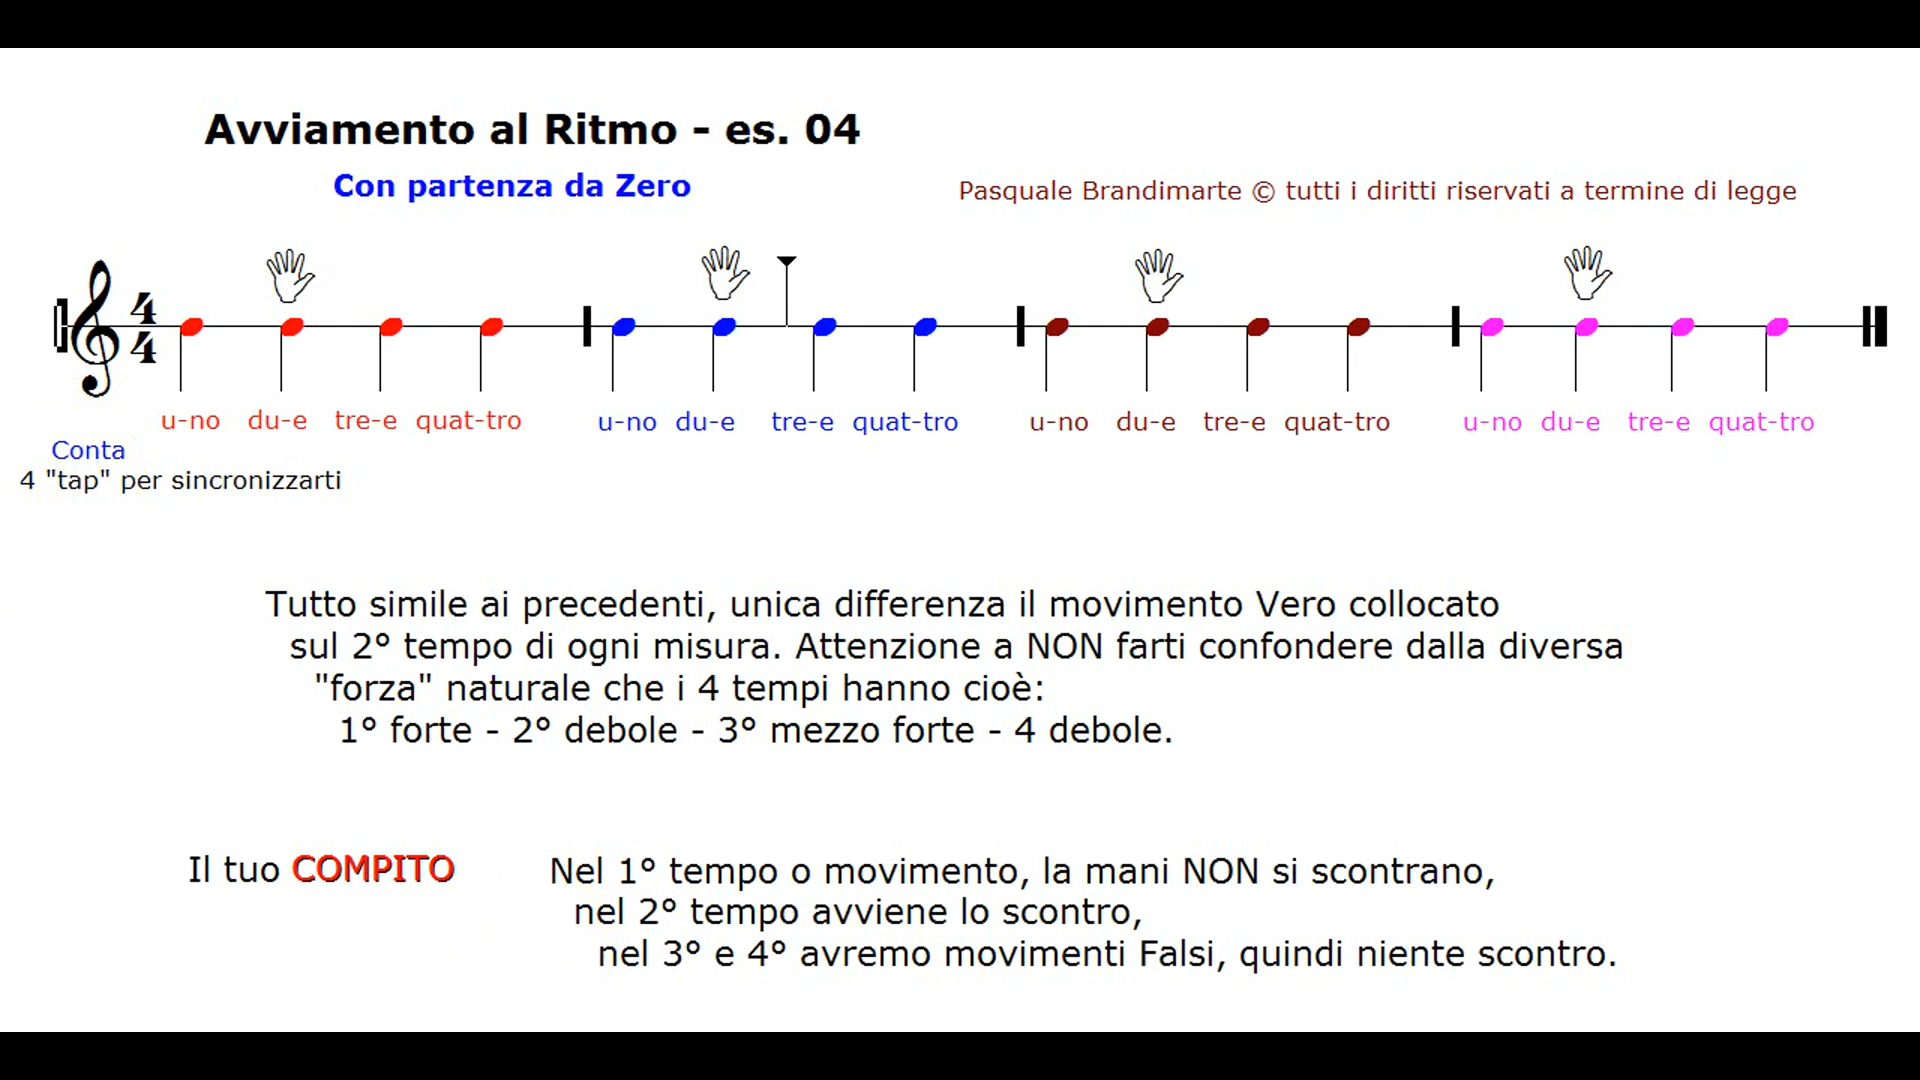 Avviamento al Ritmo - es. 04
Con partenza da Zero
Pasquale Brandimarte © tutti i diritti riservati a termine di legge
4
4
u-no du-e tre-e quat-tro u-no du-e tre-e quat-tro u-no du-e tre-e quat-tro u-no du-e tre-e quat-tro
Conta
4 "tap" per sincronizzarti
Tutto simile ai precedenti, unica differenza il movimento Vero collocato
sul 2° tempo di ogni misura. Attenzione a NON farti confondere dalla diversa
"forza" naturale che i 4 tempi hanno cioè:
1° forte - 2° debole - 3° mezzo forte - 4 debole.
Il tuo COMPITO
Nel 1° tempo o movimento, la mani NON si scontrano,
nel 2° tempo avviene lo scontro,
nel 3° e 4° avremo movimenti Falsi, quindi niente scontro.